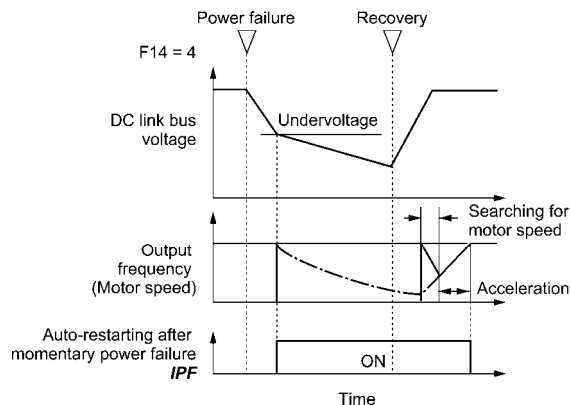 Power failure
Recovery
F14 = 4
DC link bus
voltage
Undervoltage
Searching for
motor speed
Output
frequency
(Motor speed)
Acceleration
Auto-restarting after
momentary power failure
IPF
ON
Time